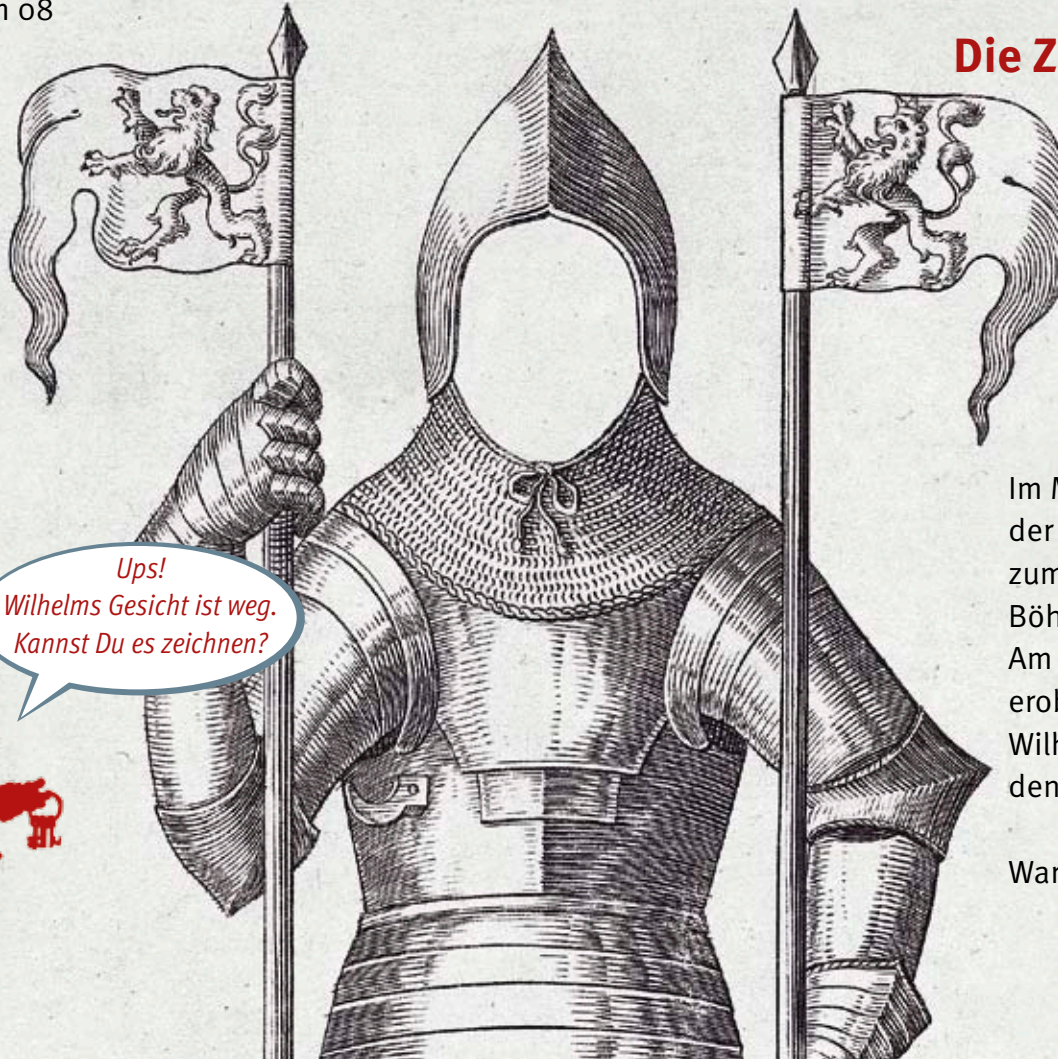 08
Die Z
Ups!
Wilhelms Gesicht ist weg.
Kannst Du es zeichnen?
Im
der
zum
Böh
Am
erob
Wilh
den
War